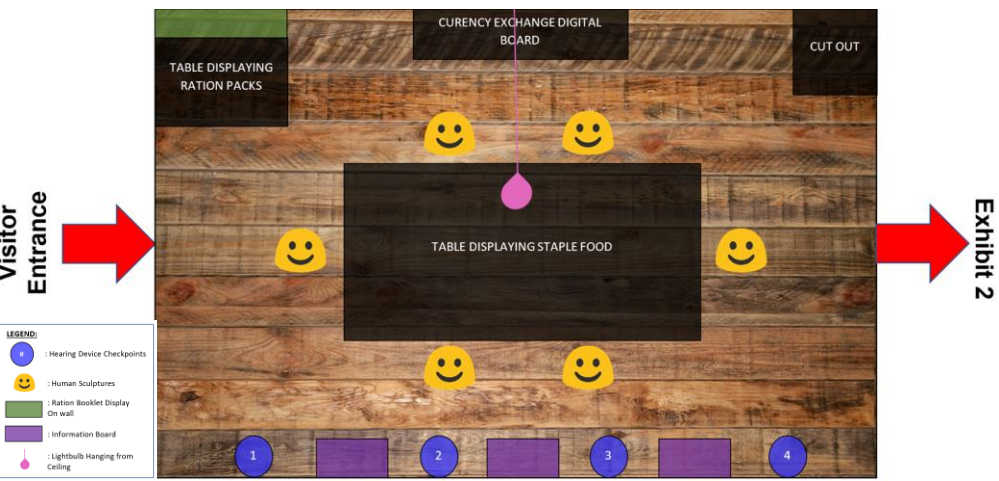 CURENCY EXCHANGE DIGITAL
BOARD
CUT OUT
TABLE DISPLAYING
RATION PACKS
Visitor
Entrance
TABLE DISPLAYING STAPLE FOOD
Exhibit 2
LEGEND:
#
: Hearing Device Checkpoints
: Human Sculptures
: Ration Booklet Display
On wall
: Information Board
: Lightbulb Hanging from
Ceiling
1
2
3
4